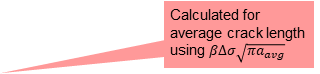 Calculated for
average crack length
using βΔσ√πa_avg